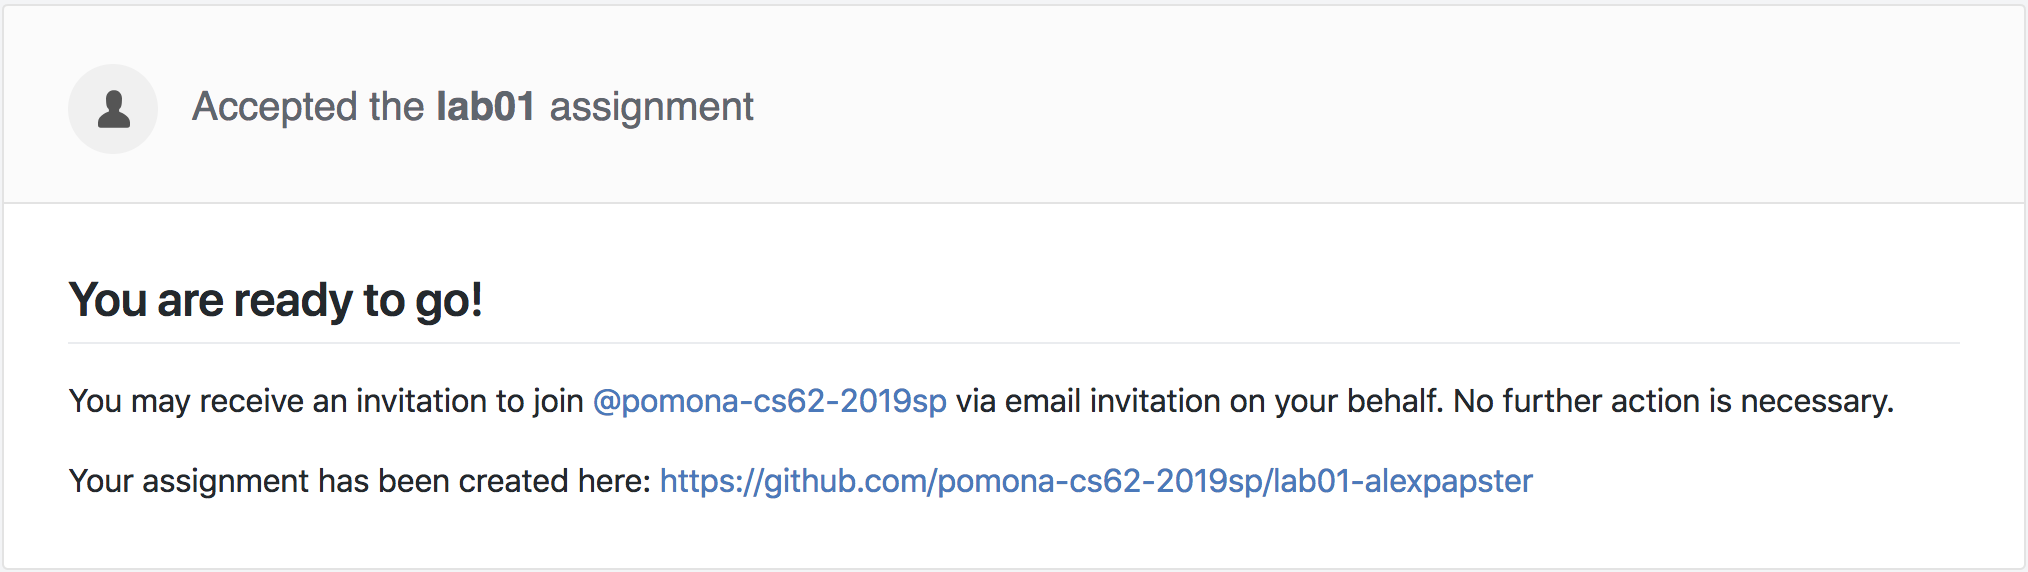 Accepted the lab01 assignment
You are ready to go!
You may receive an invitation to join @pomona-cs62-2019sp via email invitation on your behalf. No further action is necessary.
Your assignment has been created here: https://github.com/pomona-cs62-2019sp/lab01-alexpapster